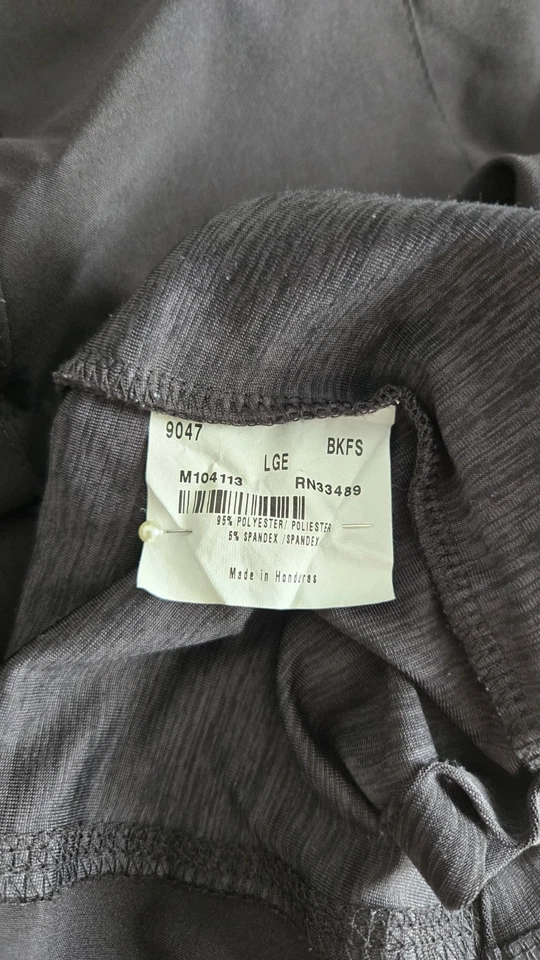 9047 BKFS
LGE
M104113 RN33489
95% POLYESTER/ POLIESTER
5% SPANDEX /SPANDEX
Made in Honduras